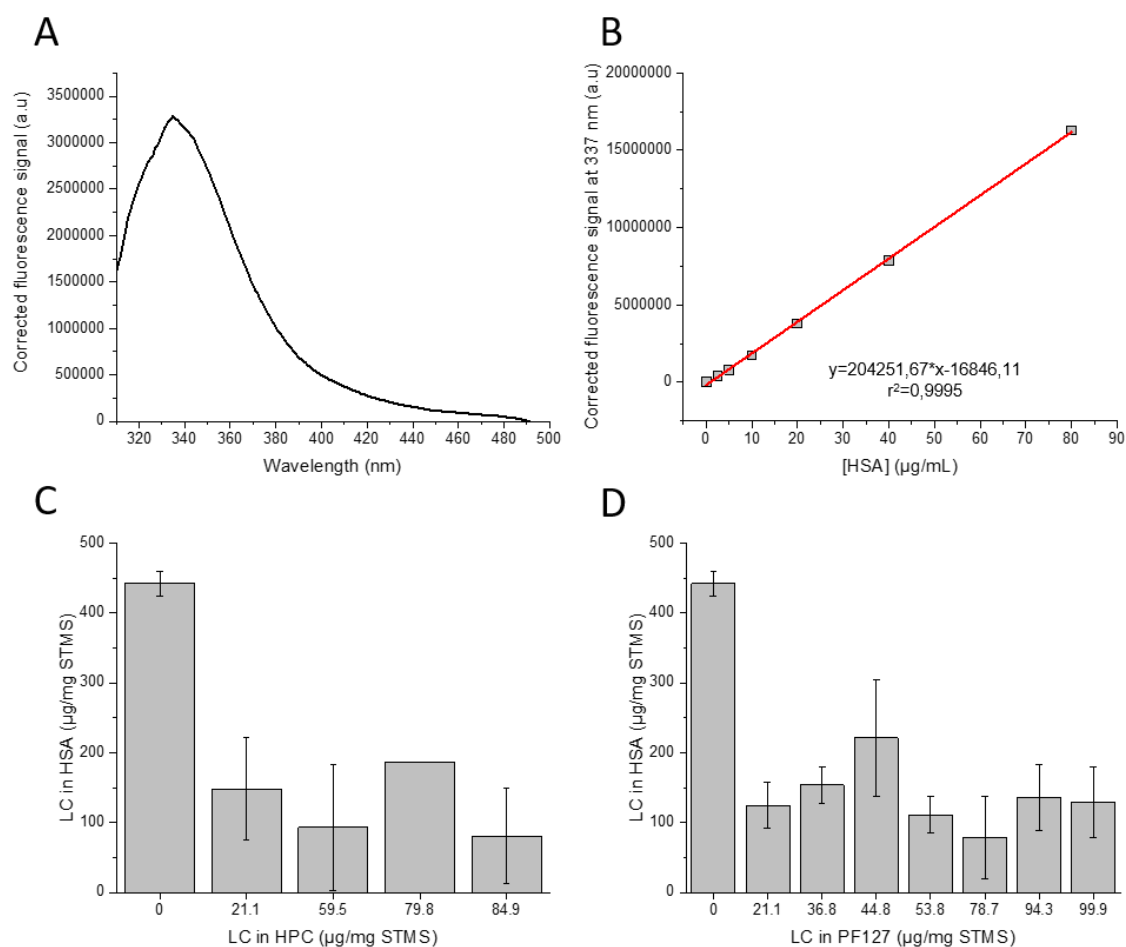 A
Corrected fluorescence signal (a.u)
3500000
3000000
2500000
2000000
1500000
1000000
500000
0
320 340 360 380 400 420 440 460 480 500
Wavelength (nm)
B
Corrected fluorescence signal at 337 nm (a.u)
20000000
15000000
10000000
5000000
0
y=204251,67*x-16846,11
r²=0,9995
0 10 20 30 40 50 60 70 80 90
[HSA] (µg/mL)
C
LC in HSA (µg/mg STMS)
500
400
300
200
100
0
0 21.1 59.5 79.8 84.9
LC in HPC (µg/mg STMS)
D
LC in HSA (µg/mg STMS)
500
400
300
200
100
0
0 21.1 36.8 44.8 53.8 78.7 94.3 99.9
LC in PF127 (µg/mg STMS)